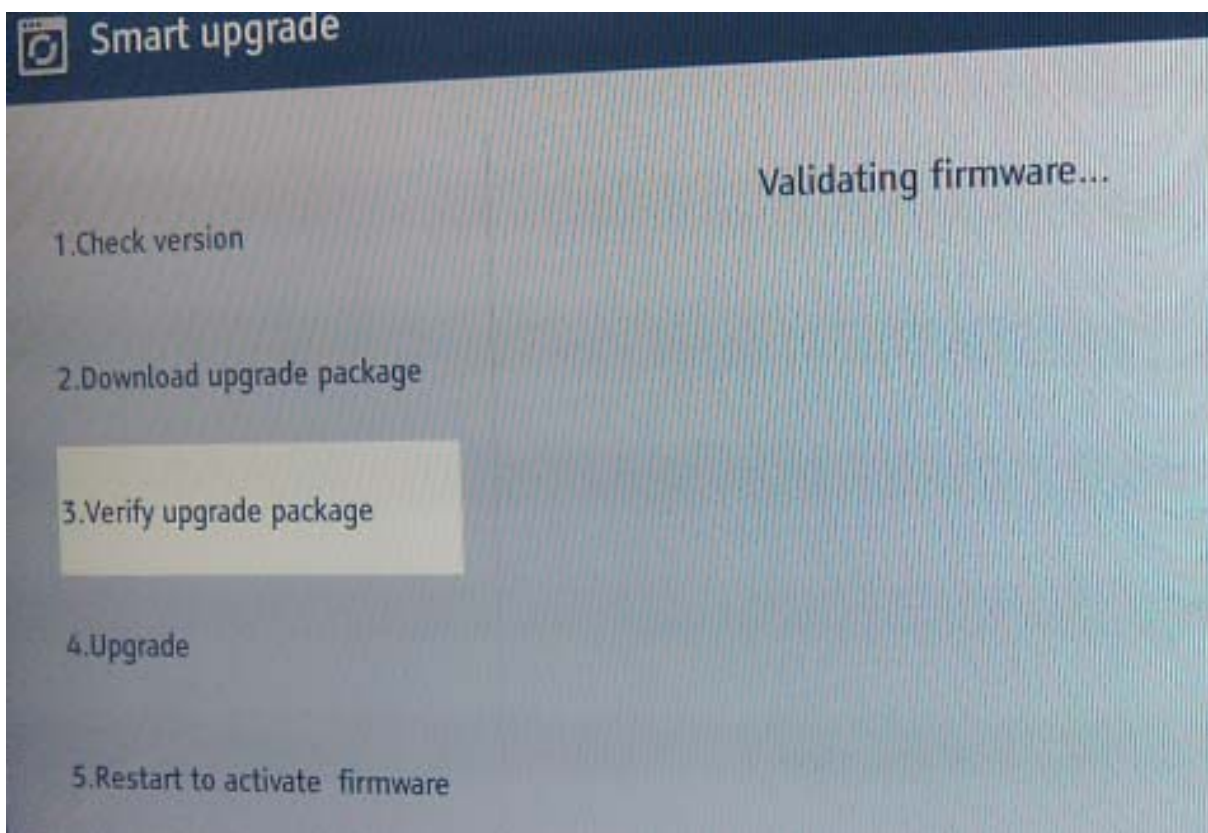 Smart upgrade
Validating firmware...
1.Check version
2.Download upgrade package
3.Verify upgrade package
4.Upgrade
5.Restart to activate firmware